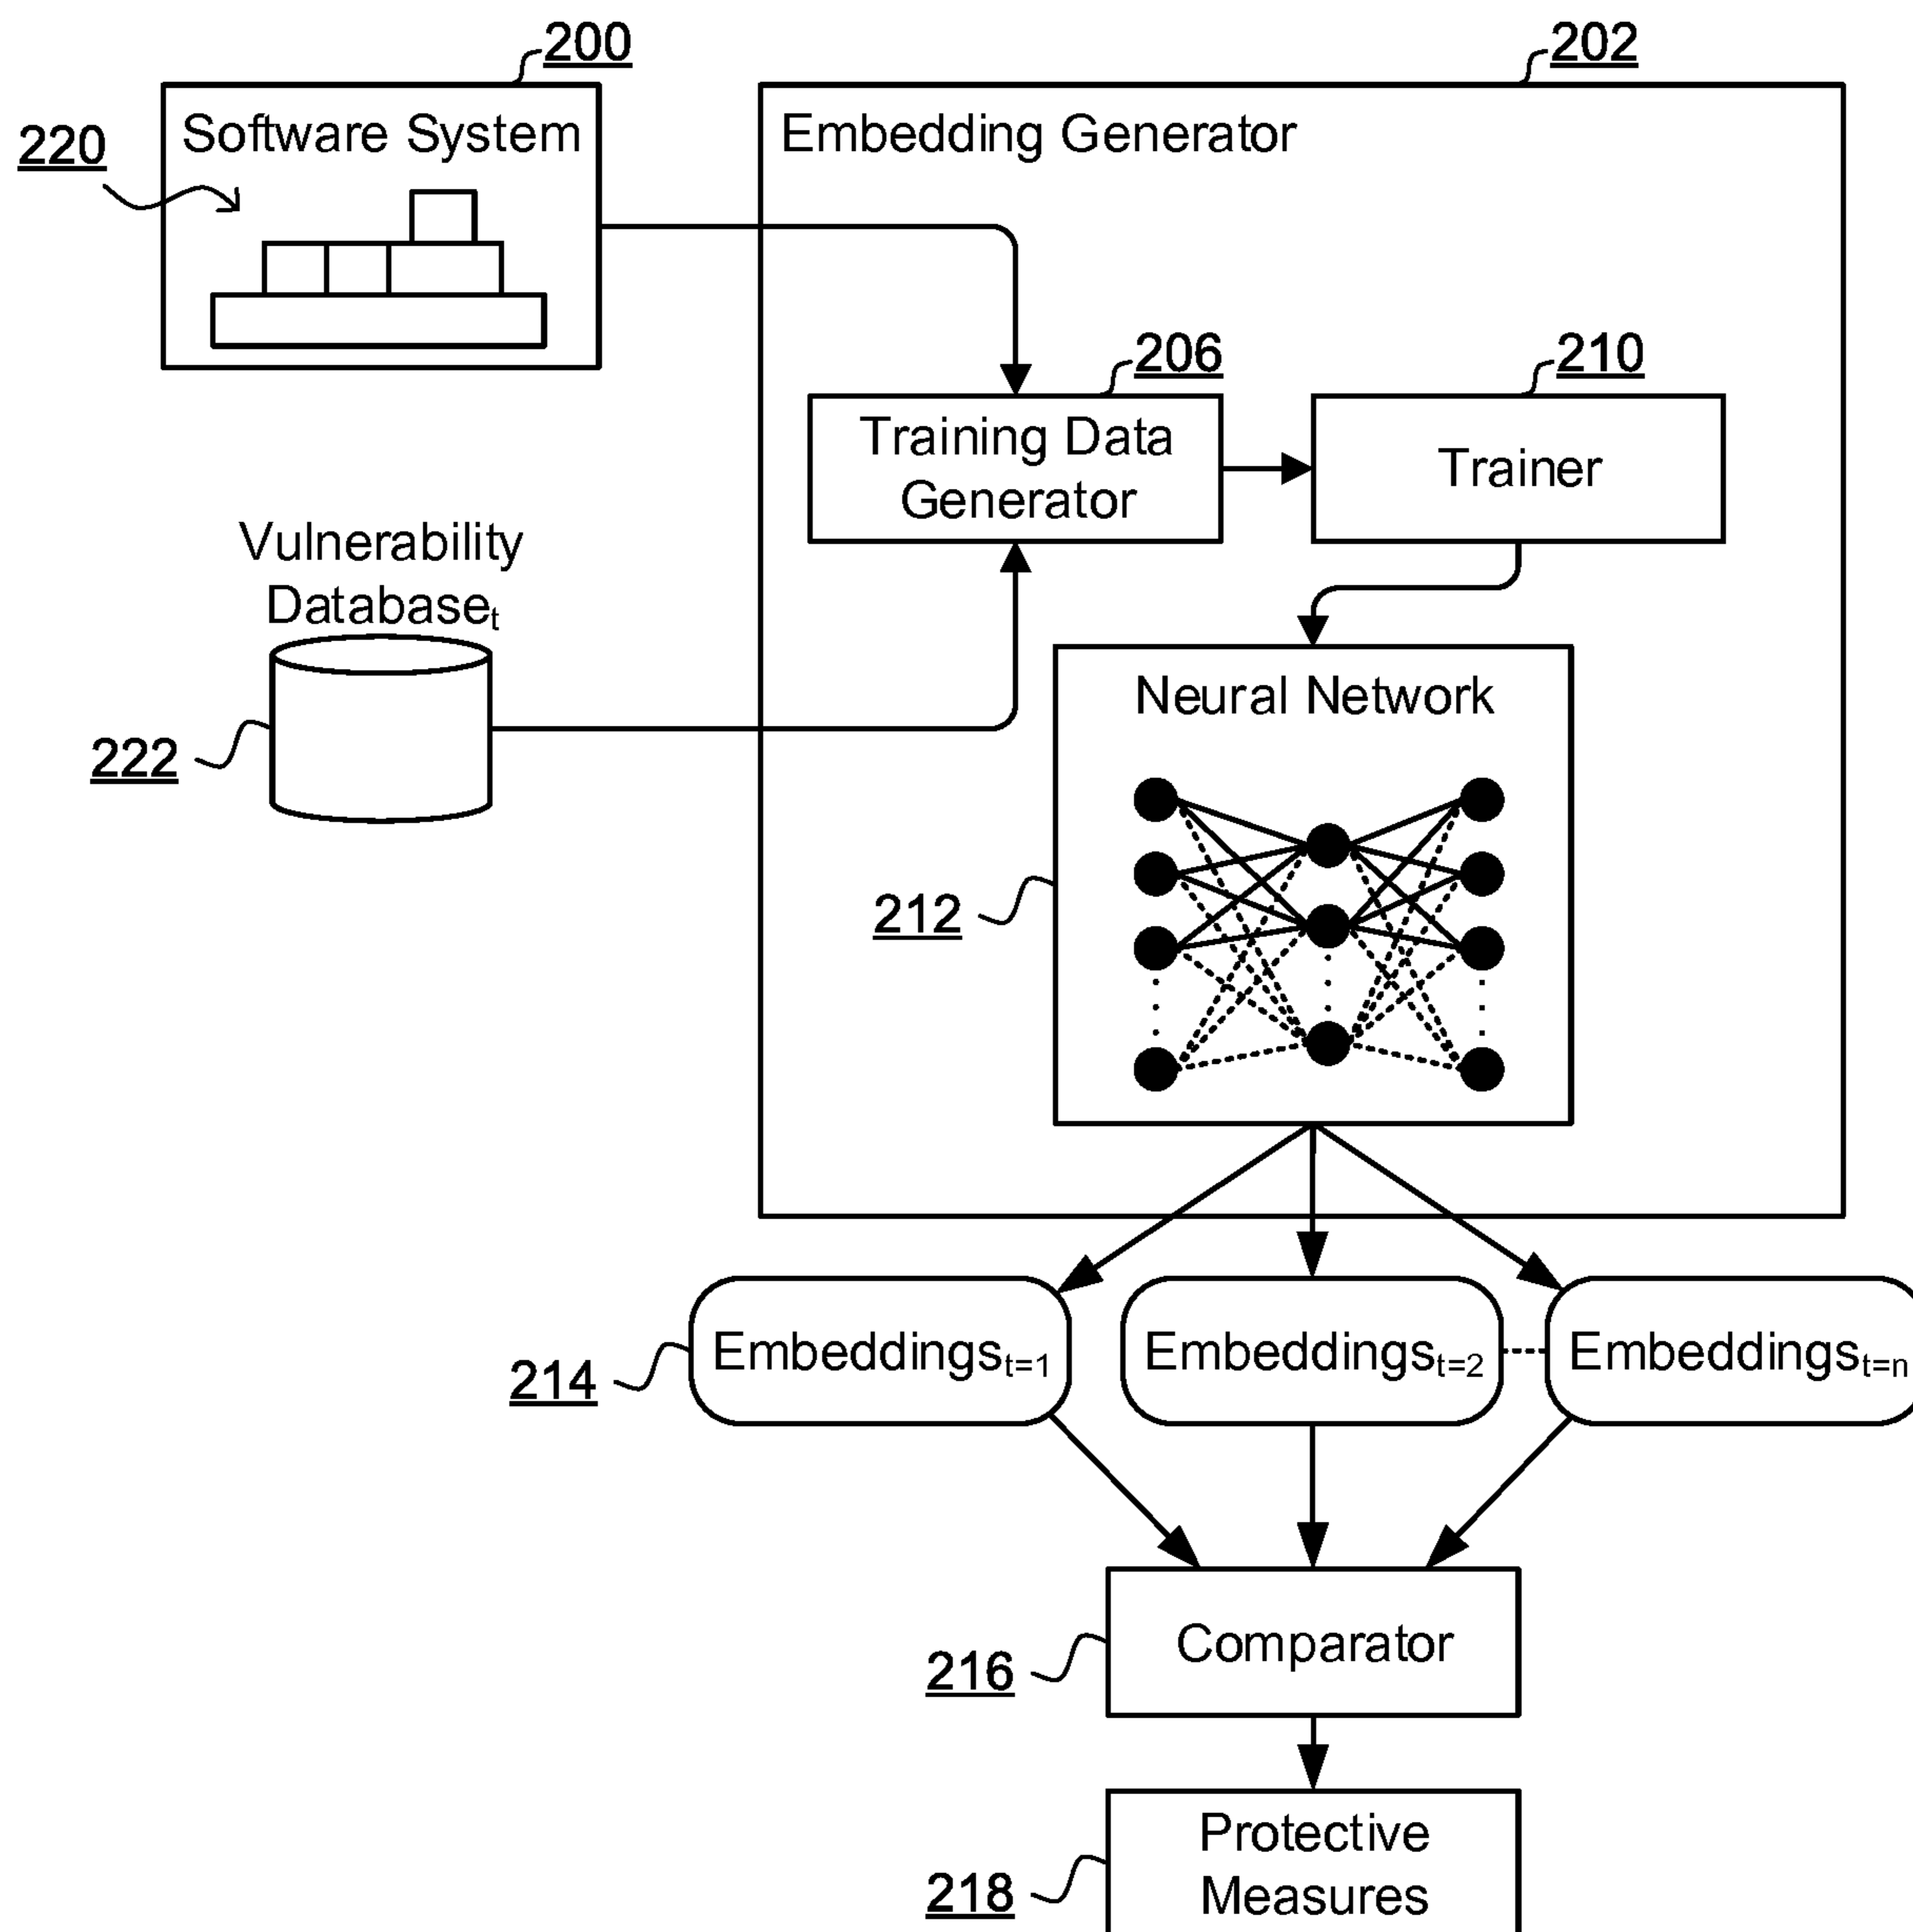 200
202
Software System
220
Embedding Generator
206
210
Training Data
Generator
Trainer
Vulnerability
Databaseₜ
222
Neural Network
212
Embeddingsₜ₌₁
Embeddingsₜ₌₂
Embeddingsₜ₌ₙ
214
Comparator
216
Protective
Measures
218